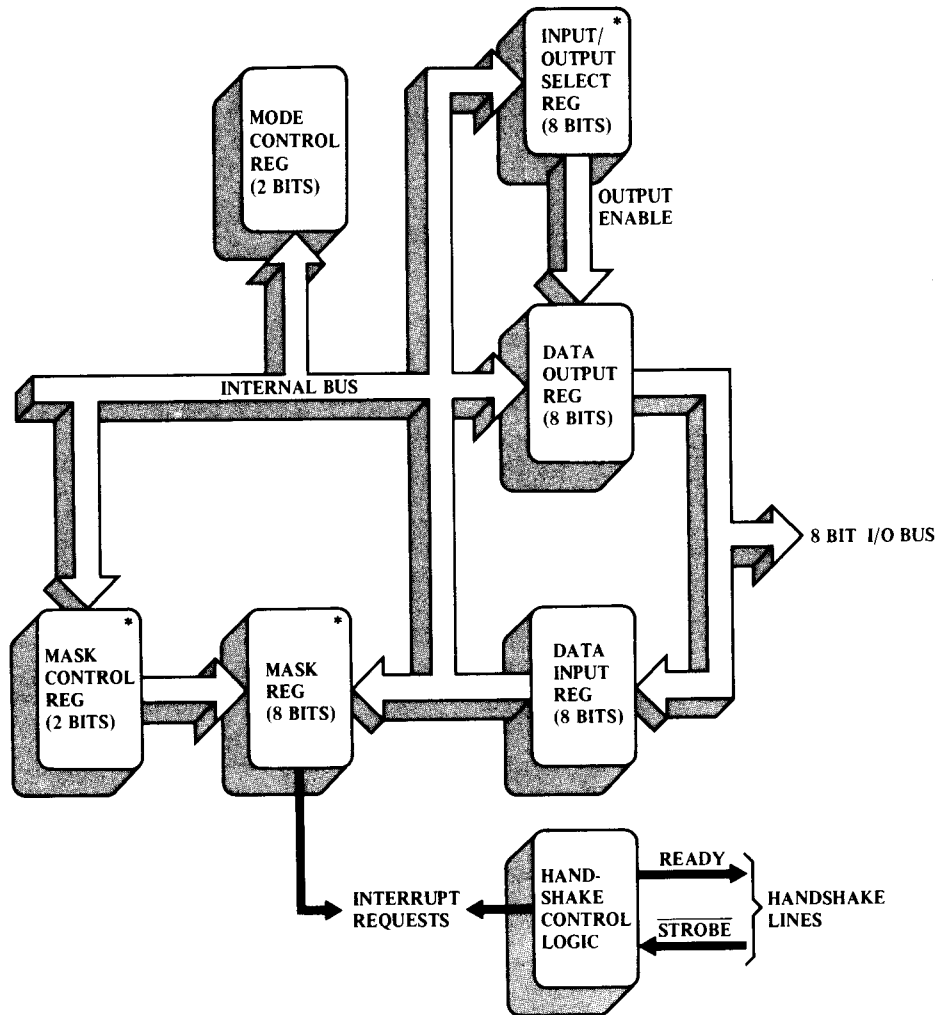 *
INPUT/
OUTPUT
SELECT
REG
(8 BITS)
MODE
CONTROL
REG
(2 BITS)
OUTPUT
ENABLE
INTERNAL BUS
DATA
OUTPUT
REG
(8 BITS)
8 BIT I/O BUS
*
MASK
CONTROL
REG
(2 BITS)
*
MASK
REG
(8 BITS)
DATA
INPUT
REG
(8 BITS)
INTERRUPT
REQUESTS
HAND-
SHAKE
CONTROL
LOGIC
READY
STROBE
HANDSHAKE
LINES